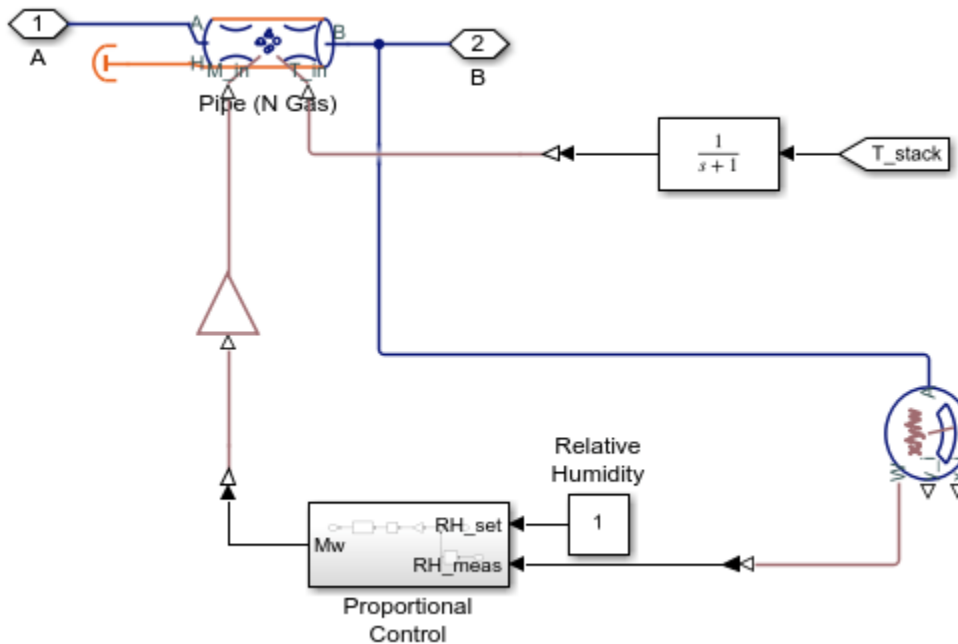 1
A
A
B
2
B
H
M_in
T_in
Pipe (N Gas)
1
s + 1
T_stack
A
x/y/w
W
Relative
Humidity
1
RH_set
Mw
RH_meas
Proportional
Control